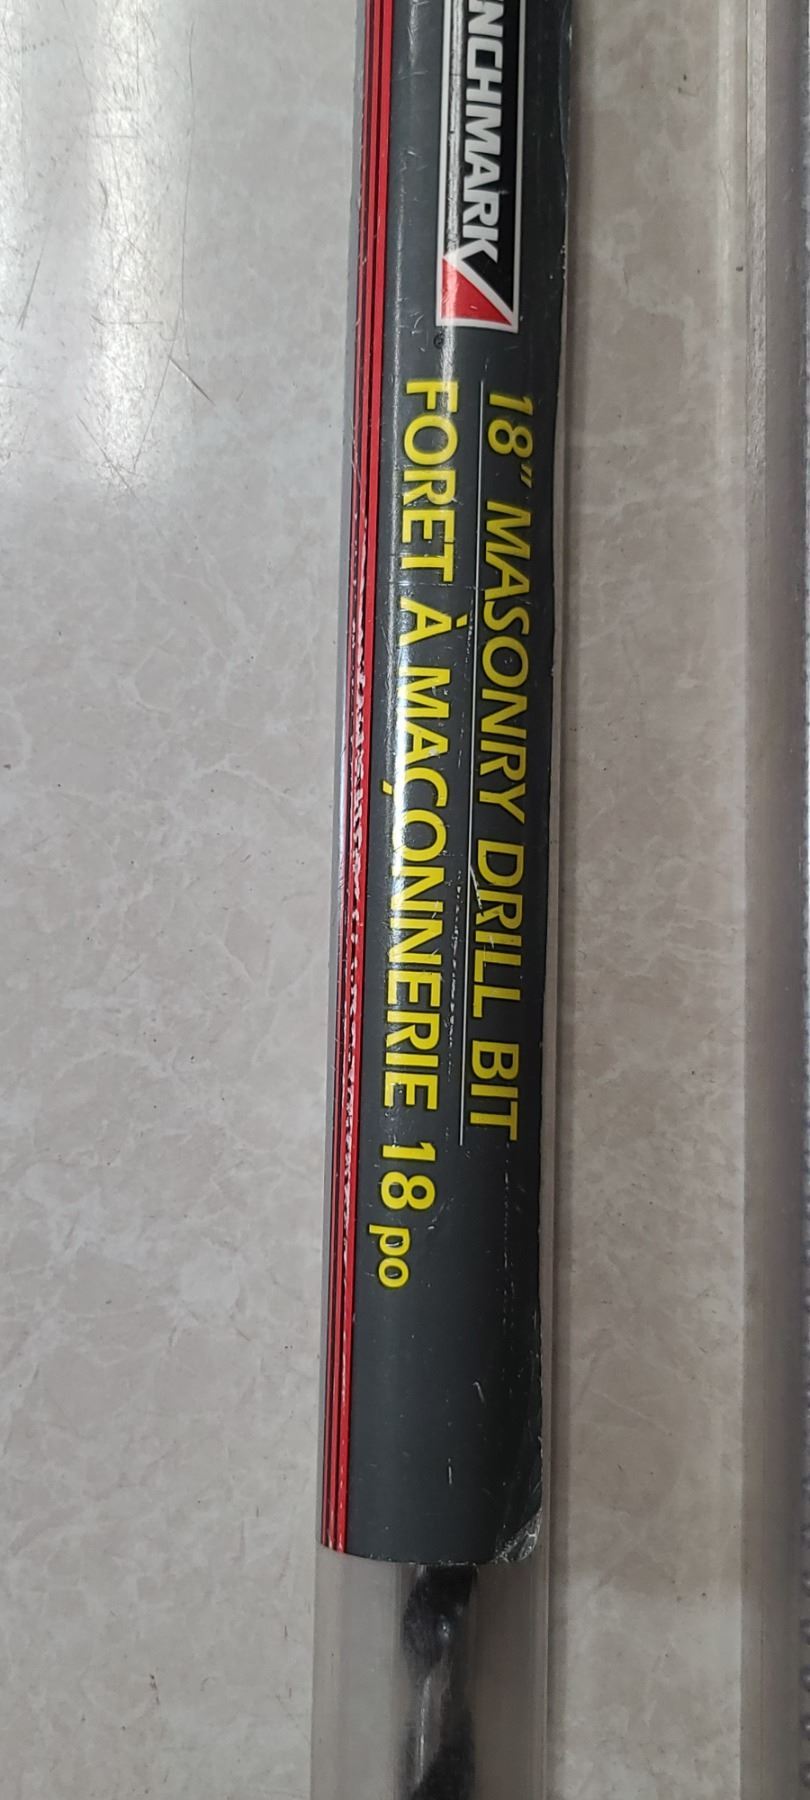 NCHMARK
18" MASONRY DRILL BIT
FORET À MAÇONNERIE 18 po